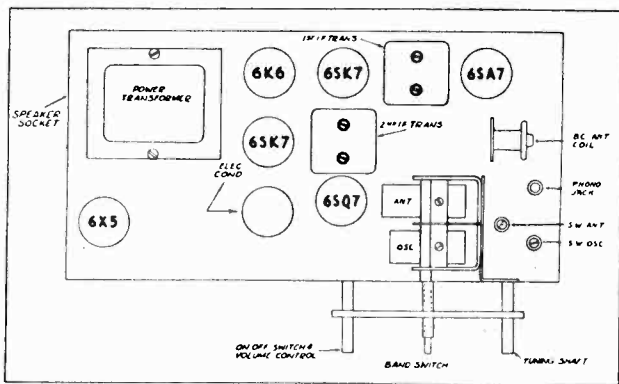 1ST IF TRANS
6K6
6SK7
6SA7
POWER
TRANSFORMER
SPEAKER
SOCKET
6SK7
2ND IF TRANS
B.C. ANT
COIL
ELEC
COND
PHONO
JACK
6X5
6SQ7
ANT
SW ANT
OSC
SW OSC
ON OFF SWITCH &
VOLUME CONTROL
BAND SWITCH
TUNING SHAFT